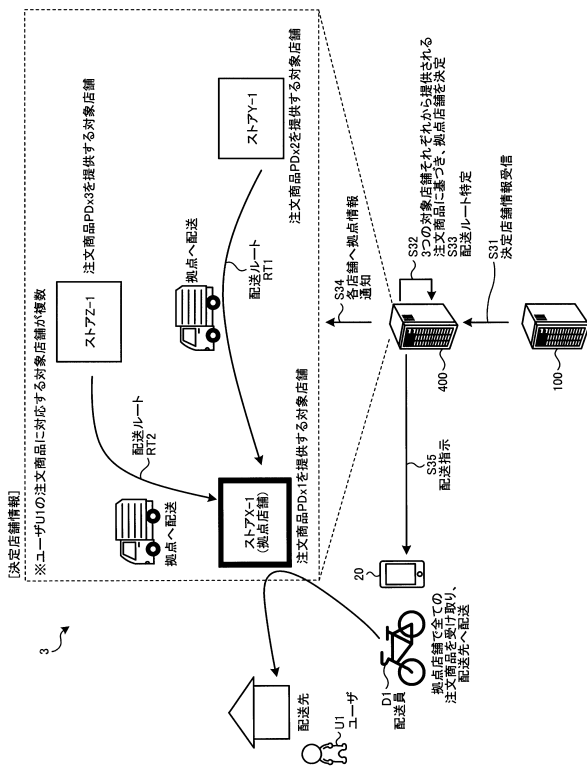 3
[決定店舗情報]
※ユーザU1の注文商品に対応する対象店舗が複数
ストアZ-1
注文商品PDx3を提供する対象店舗
ストアY-1
注文商品PDx2を提供する対象店舗
拠点へ配送
配送ルート
RT1
配送ルート
RT2
拠点へ配送
ストアX-1
(拠点店舗)
注文商品PDx1を提供する対象店舗
配送先
U1
ユーザ
D1
配送員
拠点店舗で全ての
注文商品を受け取り、
配送先へ配送
20
S35
配送指示
S34
各店舗へ拠点情報
通知
400
S32
3つの対象店舗それぞれから提供される
注文商品に基づき、拠点店舗を決定
S33
配送ルート特定
S31
決定店舗情報受信
100